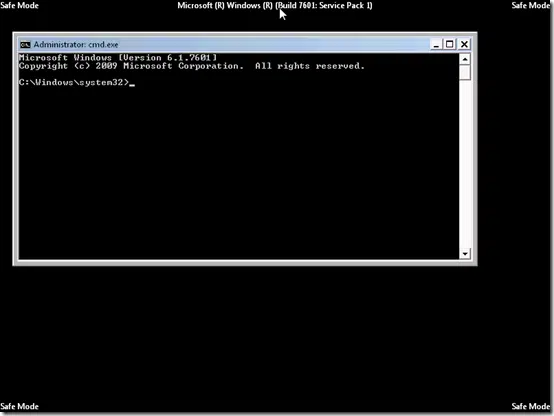 Safe Mode Microsoft (R) Windows (R) (Build 7601: Service Pack 1) Safe Mode
Administrator: cmd.exe
Microsoft Windows [Version 6.1.7601]
Copyright (c) 2009 Microsoft Corporation.  All rights reserved.
C:\Windows\system32>_
Safe Mode Safe Mode